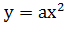 y = ax²